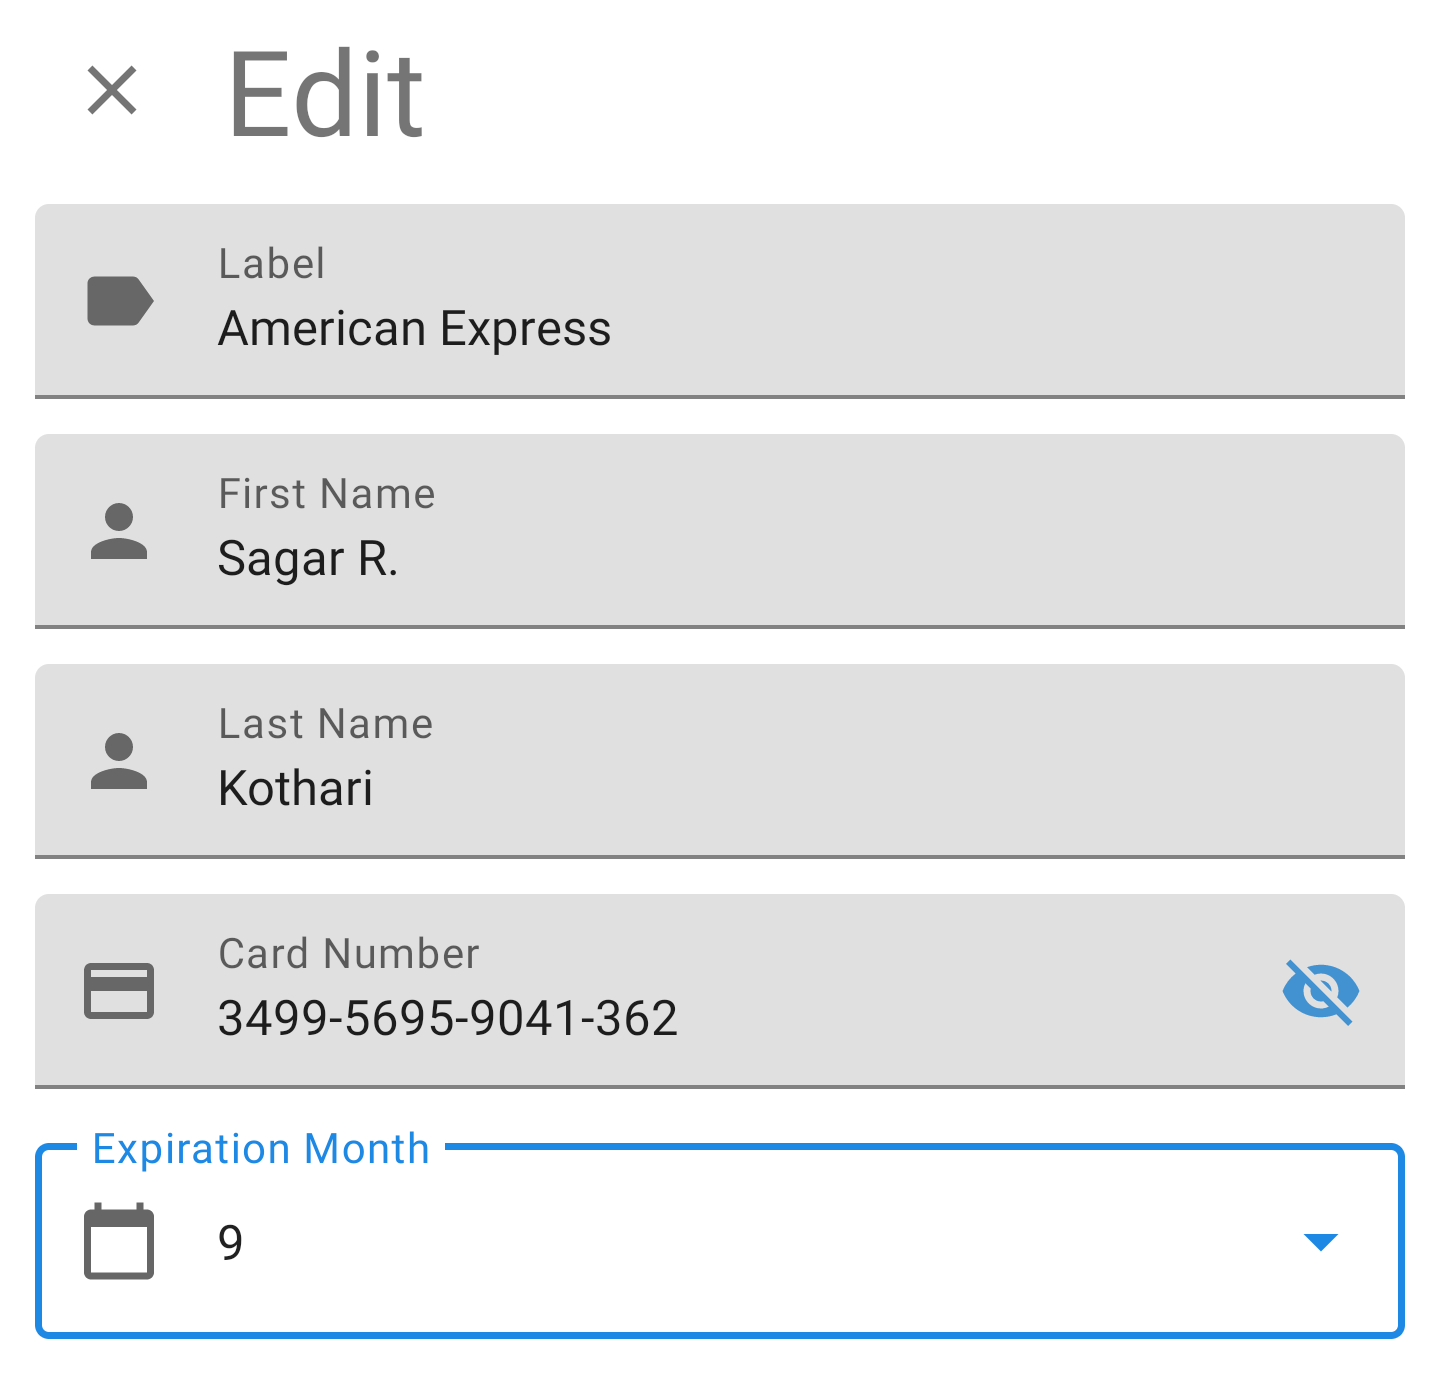 Edit
Label
American Express
First Name
Sagar R.
Last Name
Kothari
Card Number
3499-5695-9041-362
Expiration Month
9